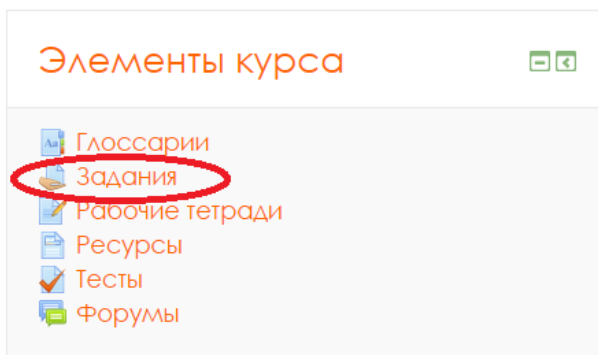 Элементы курса
Глоссарии
Задания
Рабочие тетради
Ресурсы
Тесты
Форумы